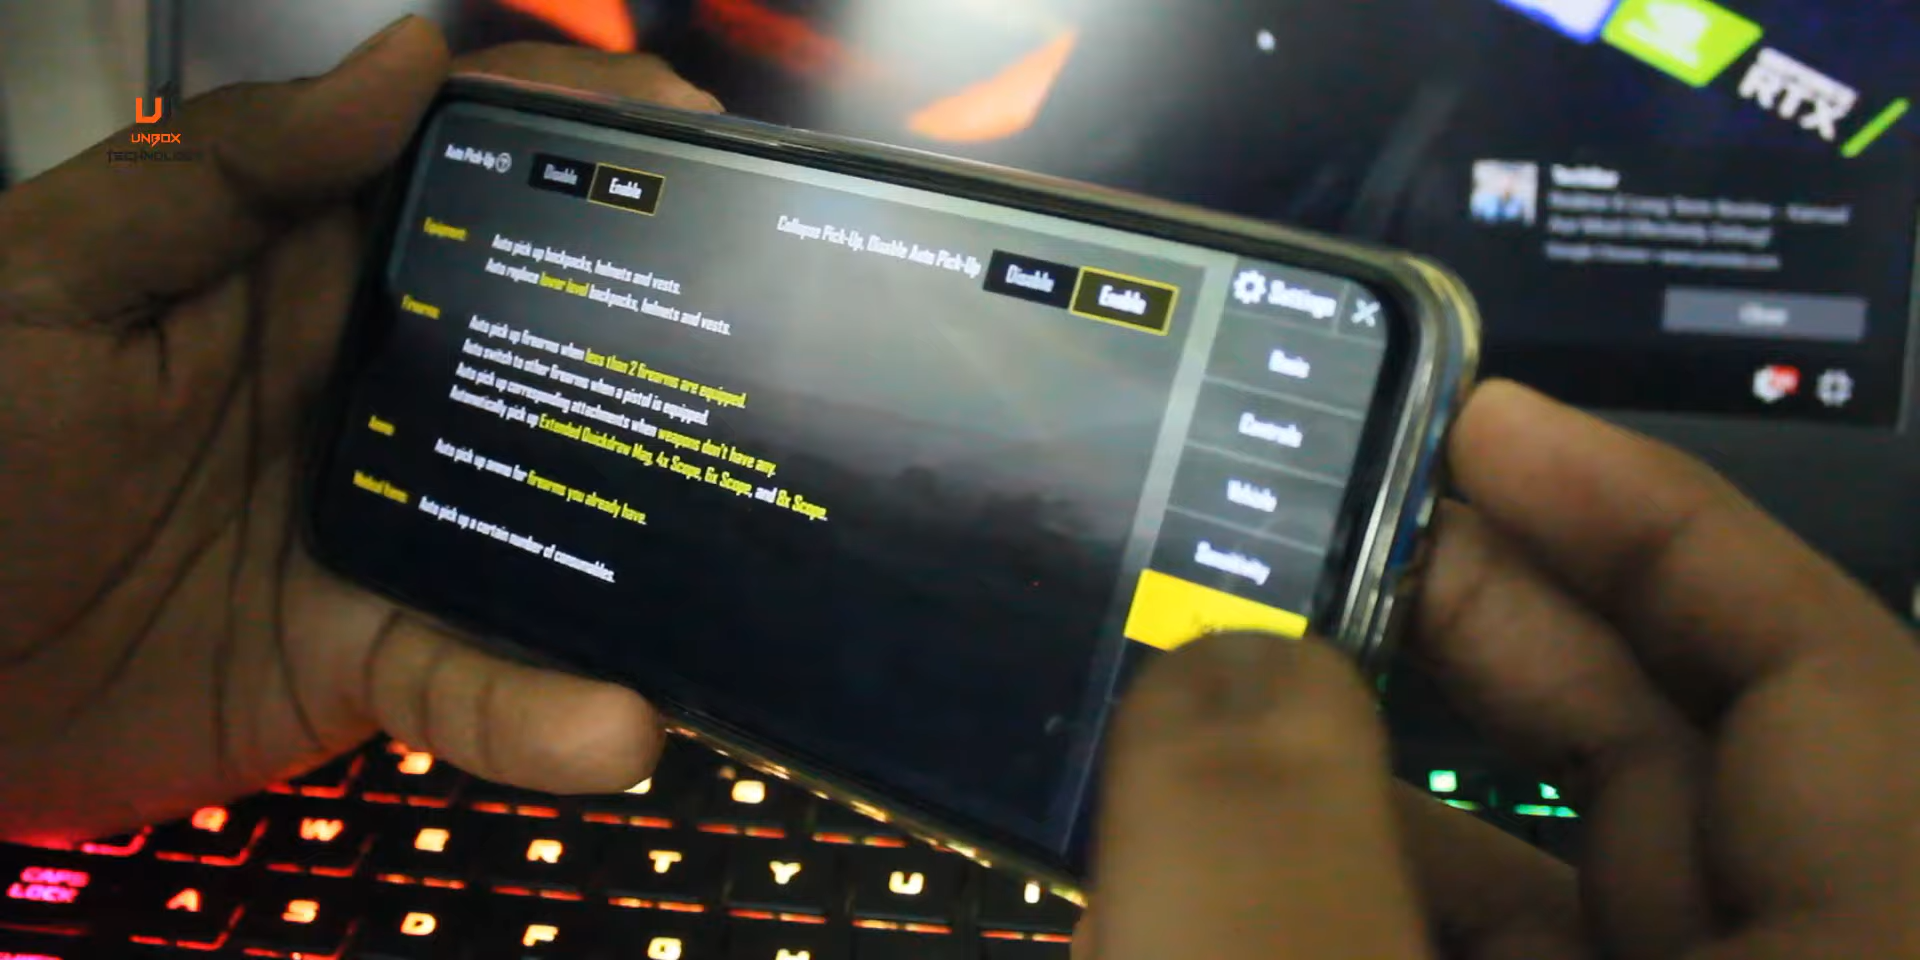 UNBOX
TECHNOLOGY
RTX
Auto Pick-Up
Disable
Enable
Collapse Pick-Up, Disable Auto Pick-Up
Disable
Enable
Settings
Equipment
Auto pick up backpacks, helmets and vests.
Auto replace lower level backpacks, helmets and vests.
Firearms
Auto pick up firearms when less than 2 firearms are equipped.
Auto switch to other firearms when a pistol is equipped.
Auto pick up corresponding attachments when weapons don't have any.
Automatically pick up Extended Quickdraw Mag, 4x Scope, 6x Scope, and 8x Scope.
Ammo
Auto pick up ammo for firearms you already have.
Auto pick up a certain number of consumables.
Basic
Controls
Vehicle
Sensitivity
Close
Q W E R T Y U I
CAPS LOCK
A S D F G H